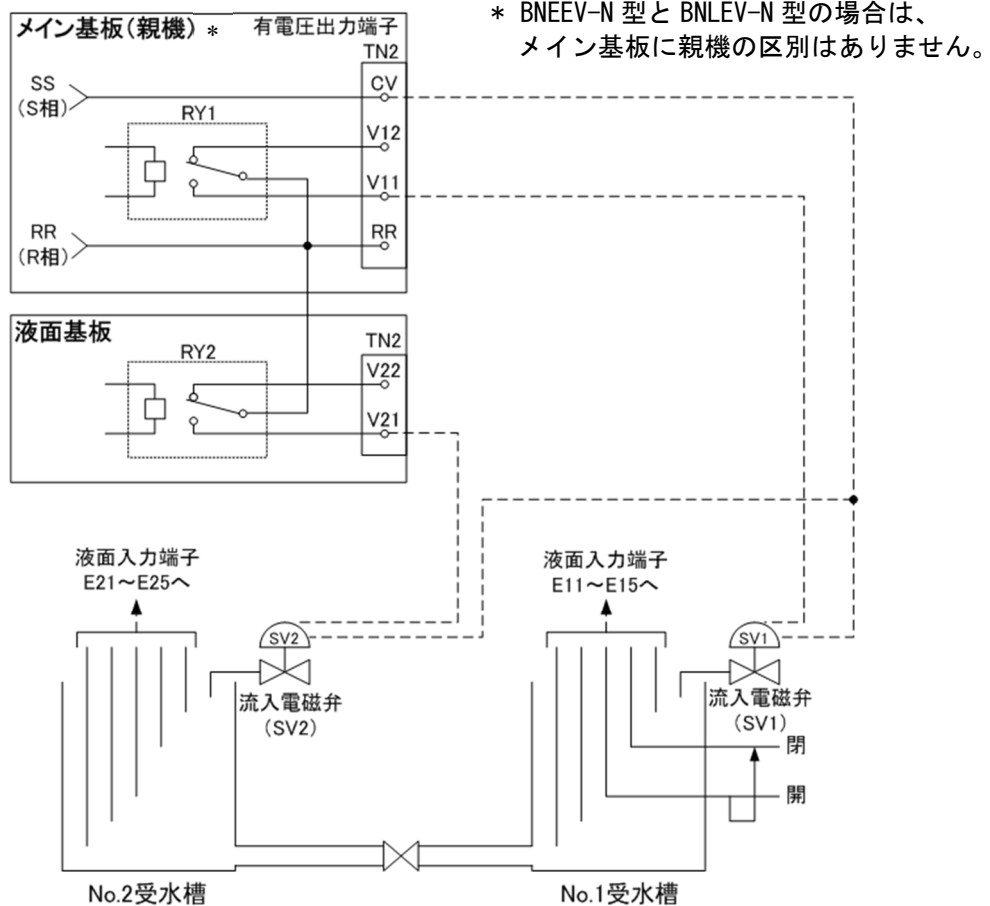 メイン基板(親機) *
有電圧出力端子
TN2
* BNEEV-N 型と BNLEV-N 型の場合は、
メイン基板に親機の区別はありません。
SS
(S相)
CV
RY1
V12
V11
RR
(R相)
RR
液面基板
TN2
RY2
V22
V21
液面入力端子
E21～E25へ
液面入力端子
E11～E15へ
SV2
SV1
流入電磁弁
(SV2)
流入電磁弁
(SV1)
閉
開
No.2受水槽
No.1受水槽